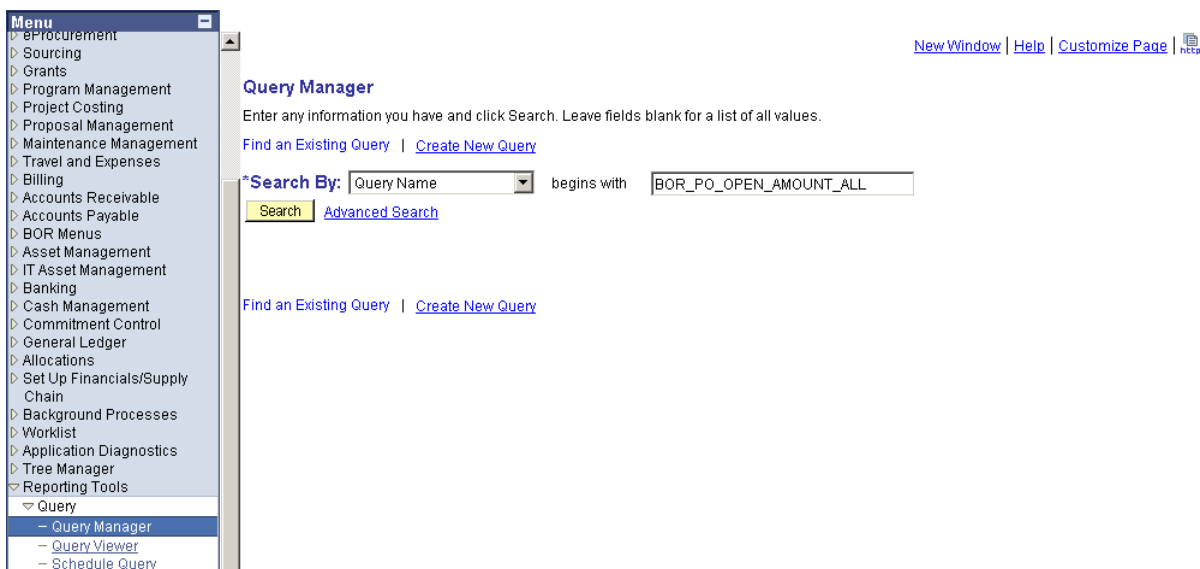 Menu
eProcurement
Sourcing
Grants
Program Management
Project Costing
Proposal Management
Maintenance Management
Travel and Expenses
Billing
Accounts Receivable
Accounts Payable
BOR Menus
Asset Management
IT Asset Management
Banking
Cash Management
Commitment Control
General Ledger
Allocations
Set Up Financials/Supply
Chain
Background Processes
Worklist
Application Diagnostics
Tree Manager
Reporting Tools
Query
– Query Manager
– Query Viewer
– Schedule Query
New Window | Help | Customize Page | http
Query Manager
Enter any information you have and click Search. Leave fields blank for a list of all values.
Find an Existing Query | Create New Query
*Search By: Query Name begins with BOR_PO_OPEN_AMOUNT_ALL
Search Advanced Search
Find an Existing Query | Create New Query